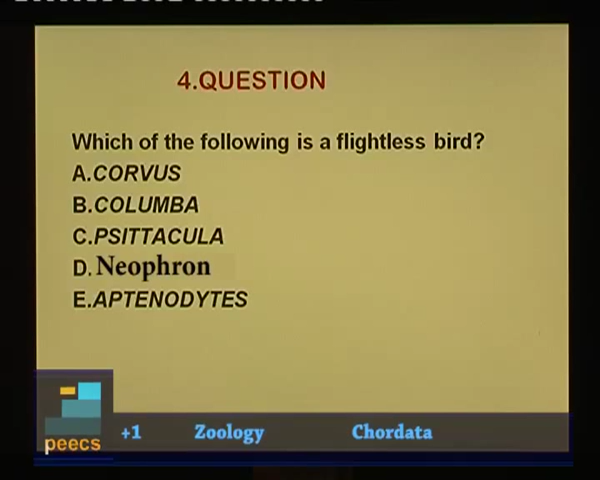 4.QUESTION
Which of the following is a flightless bird?
A.CORVUS
B.COLUMBA
C.PSITTACULA
D. Neophron
E.APTENODYTES
peecs +1 Zoology Chordata